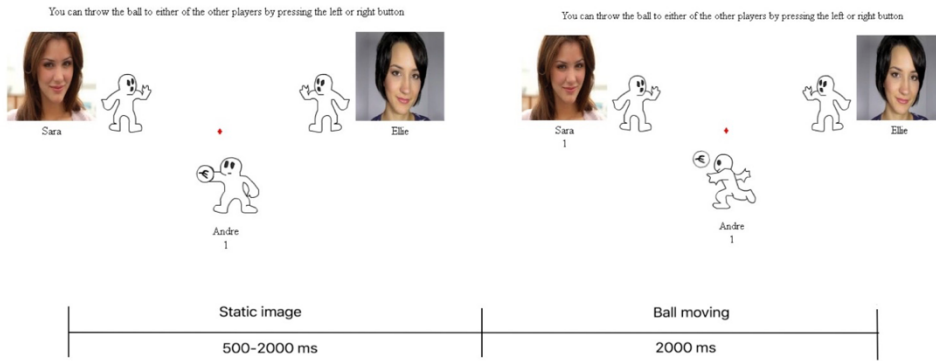 You can throw the ball to either of the other players by pressing the left or right button
Sara
Ellie
€
Andre
1
You can throw the ball to either of the other players by pressing the left or right button
Sara
1
Ellie
€
Andre
1
Static image
Ball moving
500-2000 ms
2000 ms